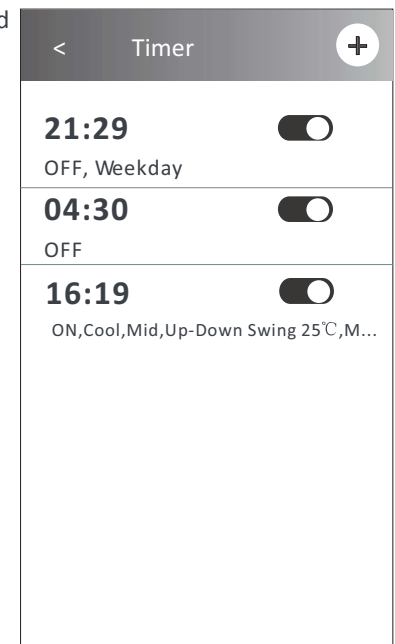 d
< Timer +
21:29
OFF, Weekday
04:30
OFF
16:19
ON,Cool,Mid,Up-Down Swing 25℃,M...